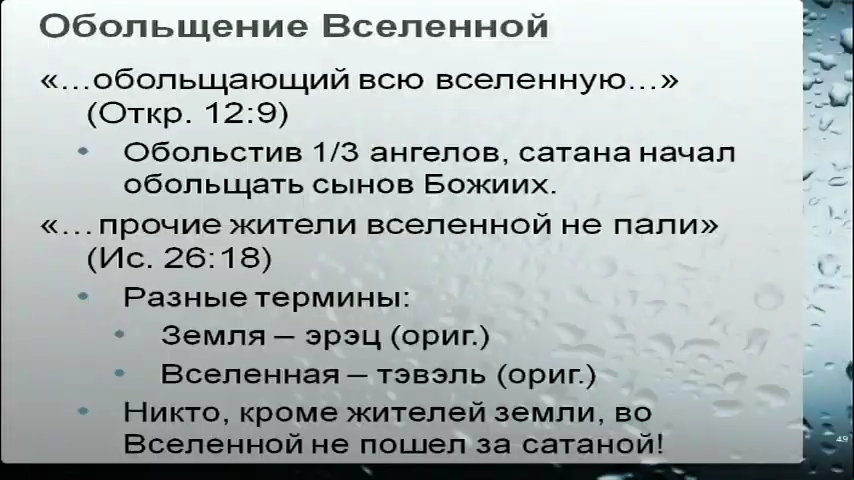 Обольщение Вселенной
«…обольщающий всю вселенную…»
(Откр. 12:9)
• Обольстив 1/3 ангелов, сатана начал
обольщать сынов Божиих.
«…прочие жители вселенной не пали»
(Ис. 26:18)
• Разные термины:
• Земля – эрэц (ориг.)
• Вселенная – тэвэль (ориг.)
• Никто, кроме жителей земли, во
Вселенной не пошел за сатаной!
49